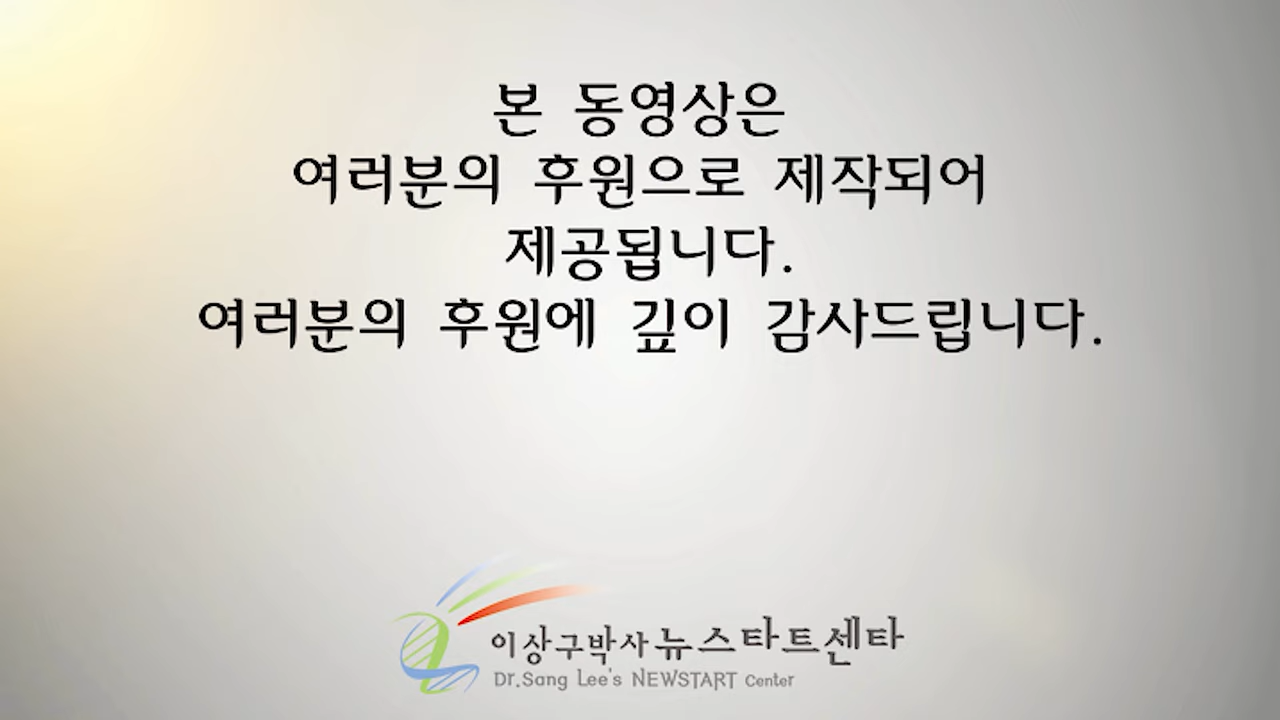 본 동영상은
여러분의 후원으로 제작되어
제공됩니다.
여러분의 후원에 깊이 감사드립니다.
이상구박사뉴스타트센타
Dr.Sang Lee's NEWSTART Center